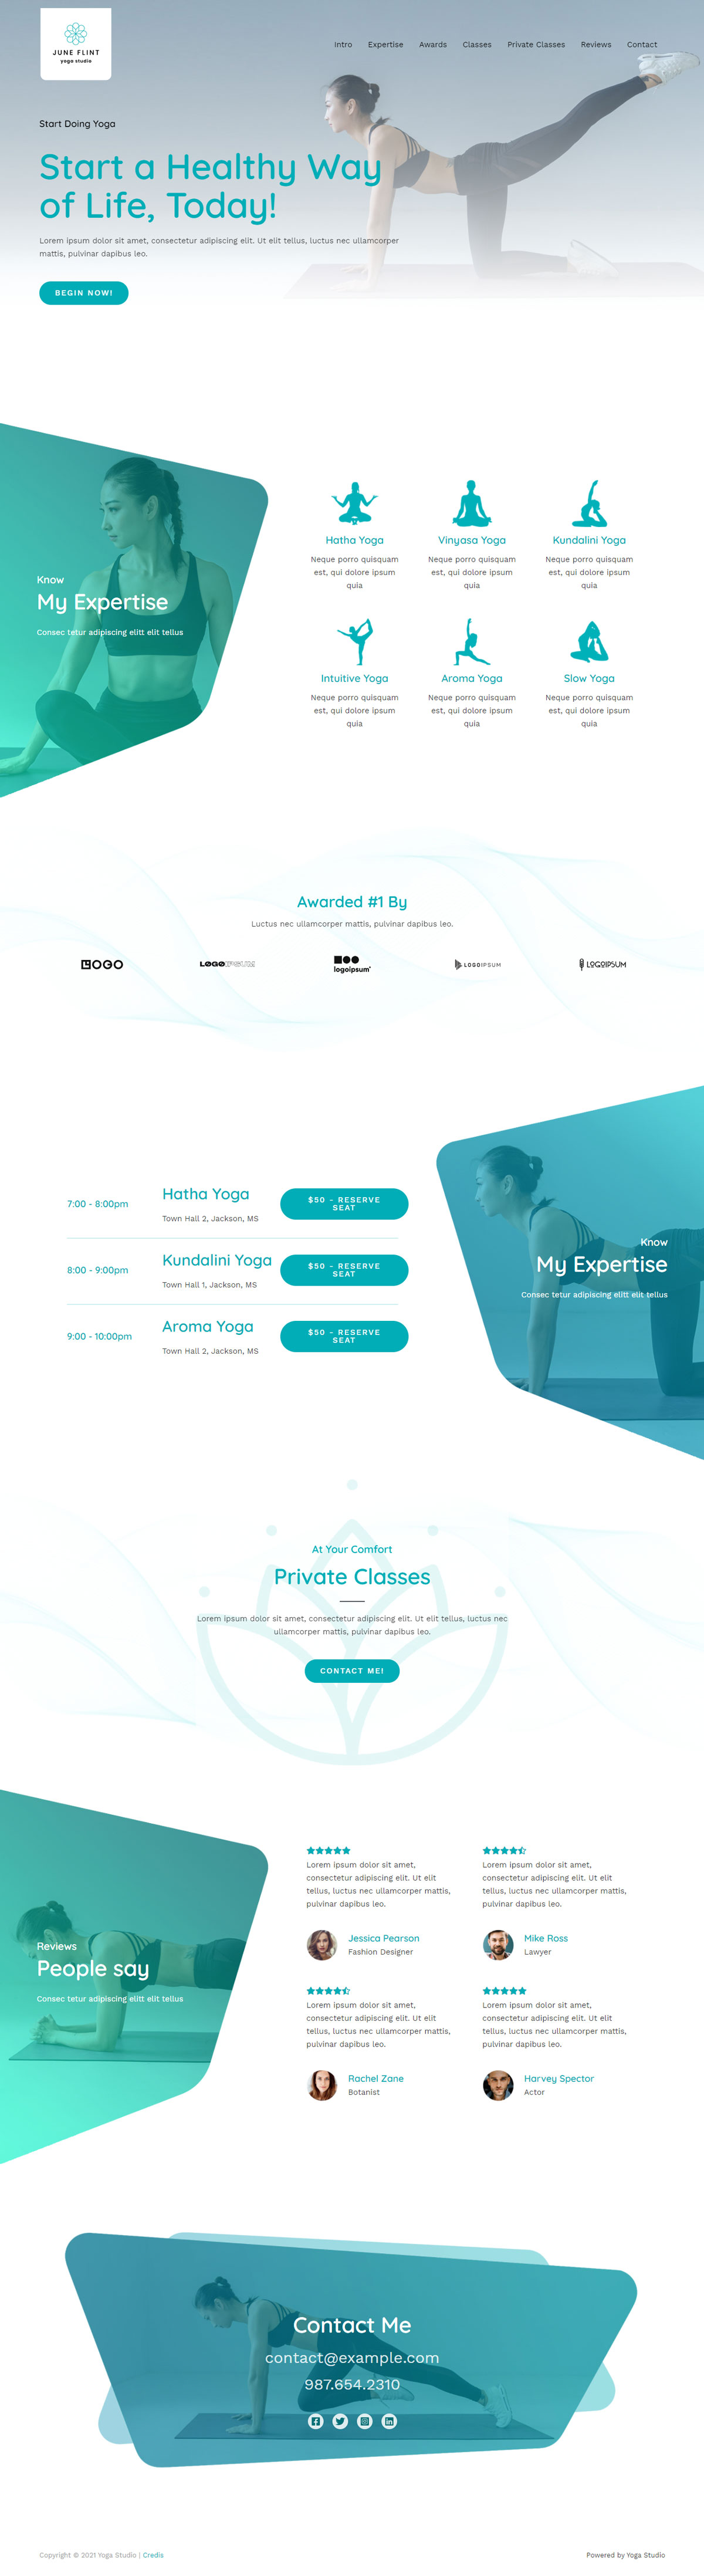 JUNE FLINT
yoga studio
Intro
Expertise
Awards
Classes
Private Classes
Reviews
Contact
Start Doing Yoga
Start a Healthy Way
of Life, Today!
Lorem ipsum dolor sit amet, consectetur adipiscing elit. Ut elit tellus, luctus nec ullamcorper
mattis, pulvinar dapibus leo.
BEGIN NOW!
Know
My Expertise
Consec tetur adipiscing elitt elit tellus
Hatha Yoga
Neque porro quisquam
est, qui dolore ipsum
quia
Vinyasa Yoga
Neque porro quisquam
est, qui dolore ipsum
quia
Kundalini Yoga
Neque porro quisquam
est, qui dolore ipsum
quia
Intuitive Yoga
Neque porro quisquam
est, qui dolore ipsum
quia
Aroma Yoga
Neque porro quisquam
est, qui dolore ipsum
quia
Slow Yoga
Neque porro quisquam
est, qui dolore ipsum
quia
Awarded #1 By
Luctus nec ullamcorper mattis, pulvinar dapibus leo.
LOGO
LOGOIPSUM
logoipsum
LOGOIPSUM
LOGOIPSUM
7:00 - 8:00pm
Hatha Yoga
Town Hall 2, Jackson, MS
$50 - RESERVE
SEAT
8:00 - 9:00pm
Kundalini Yoga
Town Hall 1, Jackson, MS
$50 - RESERVE
SEAT
9:00 - 10:00pm
Aroma Yoga
Town Hall 2, Jackson, MS
$50 - RESERVE
SEAT
Know
My Expertise
Consec tetur adipiscing elitt elit tellus
At Your Comfort
Private Classes
Lorem ipsum dolor sit amet, consectetur adipiscing elit. Ut elit tellus, luctus nec
ullamcorper mattis, pulvinar dapibus leo.
CONTACT ME!
Reviews
People say
Consec tetur adipiscing elitt elit tellus
Lorem ipsum dolor sit amet,
consectetur adipiscing elit. Ut elit
tellus, luctus nec ullamcorper mattis,
pulvinar dapibus leo.
Jessica Pearson
Fashion Designer
Lorem ipsum dolor sit amet,
consectetur adipiscing elit. Ut elit
tellus, luctus nec ullamcorper mattis,
pulvinar dapibus leo.
Mike Ross
Lawyer
Lorem ipsum dolor sit amet,
consectetur adipiscing elit. Ut elit
tellus, luctus nec ullamcorper mattis,
pulvinar dapibus leo.
Rachel Zane
Botanist
Lorem ipsum dolor sit amet,
consectetur adipiscing elit. Ut elit
tellus, luctus nec ullamcorper mattis,
pulvinar dapibus leo.
Harvey Spector
Actor
Contact Me
contact@example.com
987.654.2310
Copyright © 2021 Yoga Studio | Credis
Powered by Yoga Studio